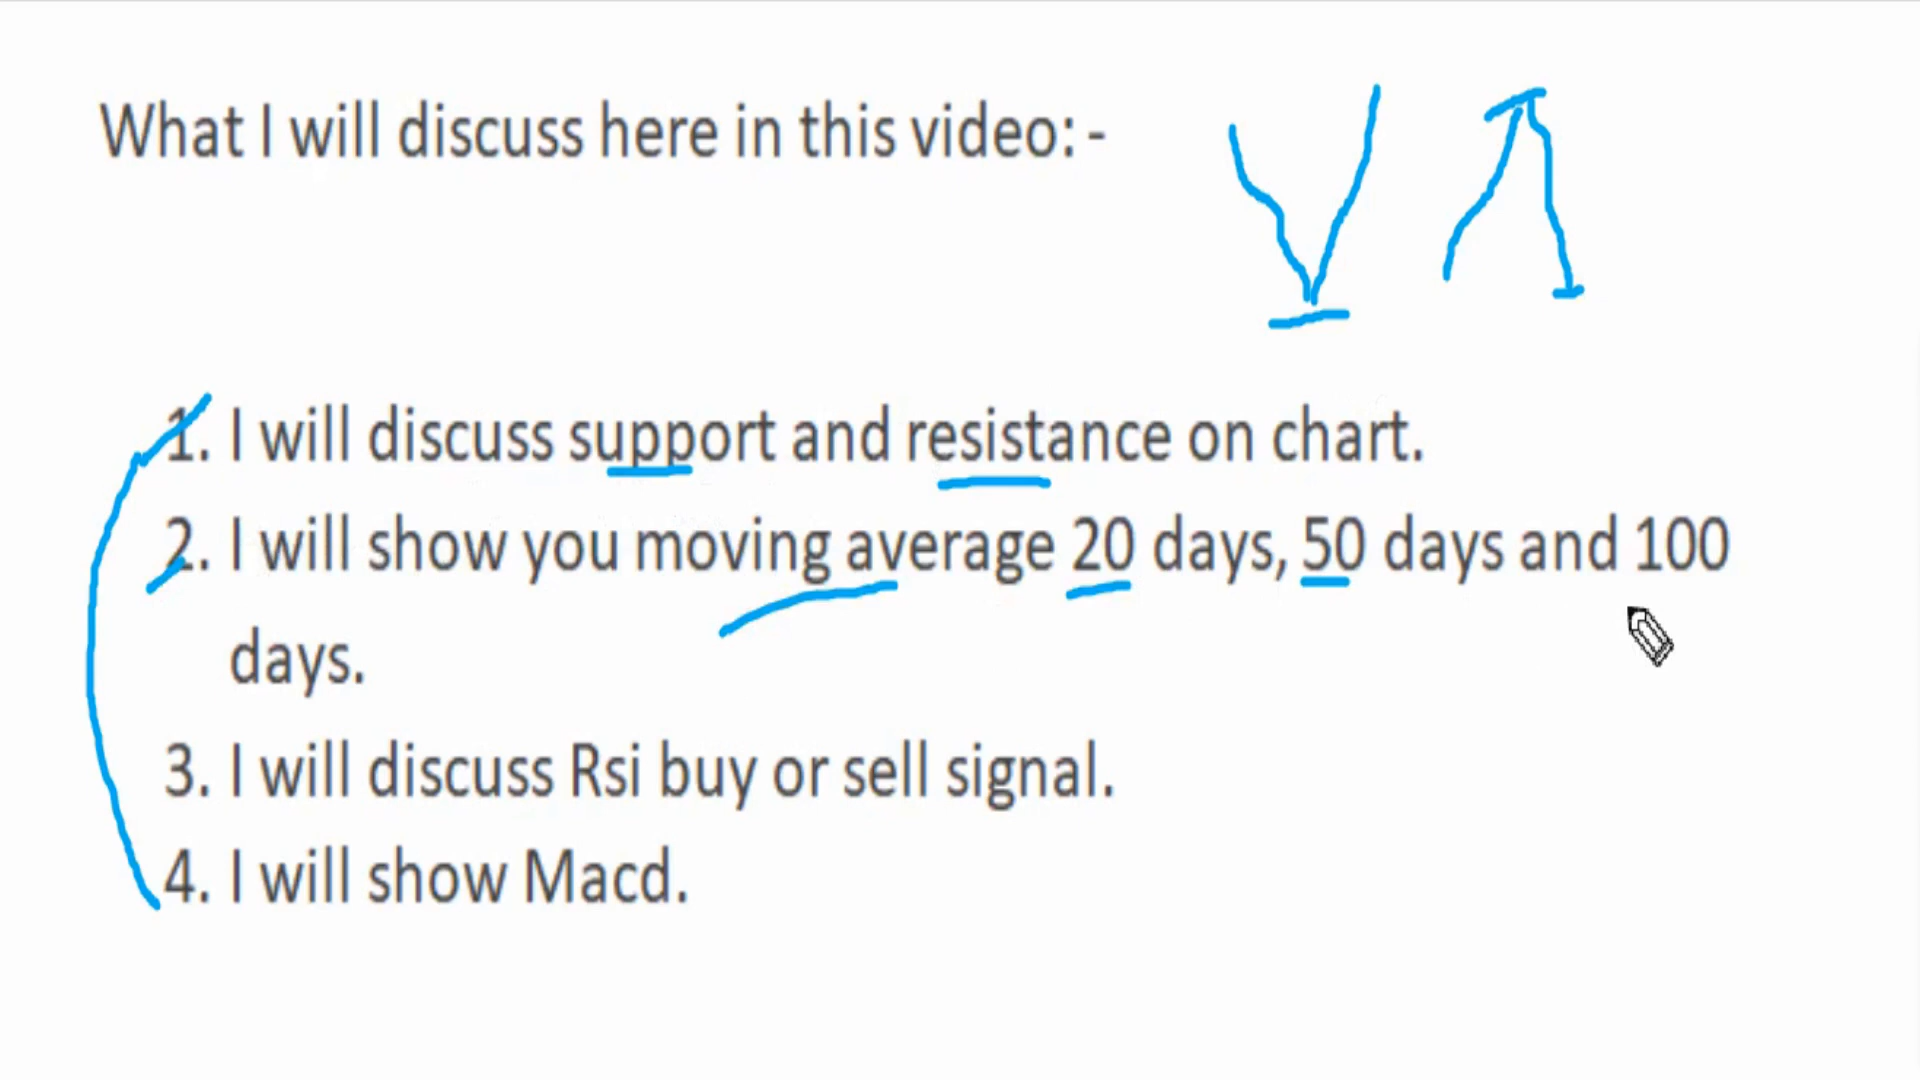 What I will discuss here in this video: -
1. I will discuss support and resistance on chart.
2. I will show you moving average 20 days, 50 days and 100
days.
3. I will discuss Rsi buy or sell signal.
4. I will show Macd.